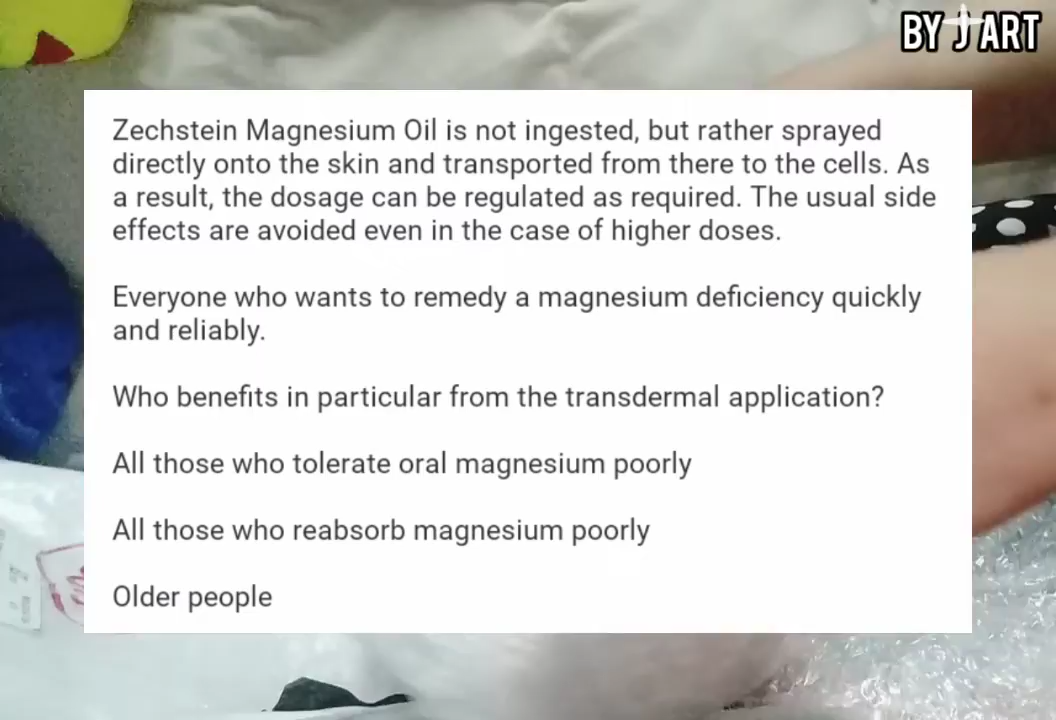 BY J ART
Zechstein Magnesium Oil is not ingested, but rather sprayed
directly onto the skin and transported from there to the cells. As
a result, the dosage can be regulated as required. The usual side
effects are avoided even in the case of higher doses.
Everyone who wants to remedy a magnesium deficiency quickly
and reliably.
Who benefits in particular from the transdermal application?
All those who tolerate oral magnesium poorly
All those who reabsorb magnesium poorly
Older people